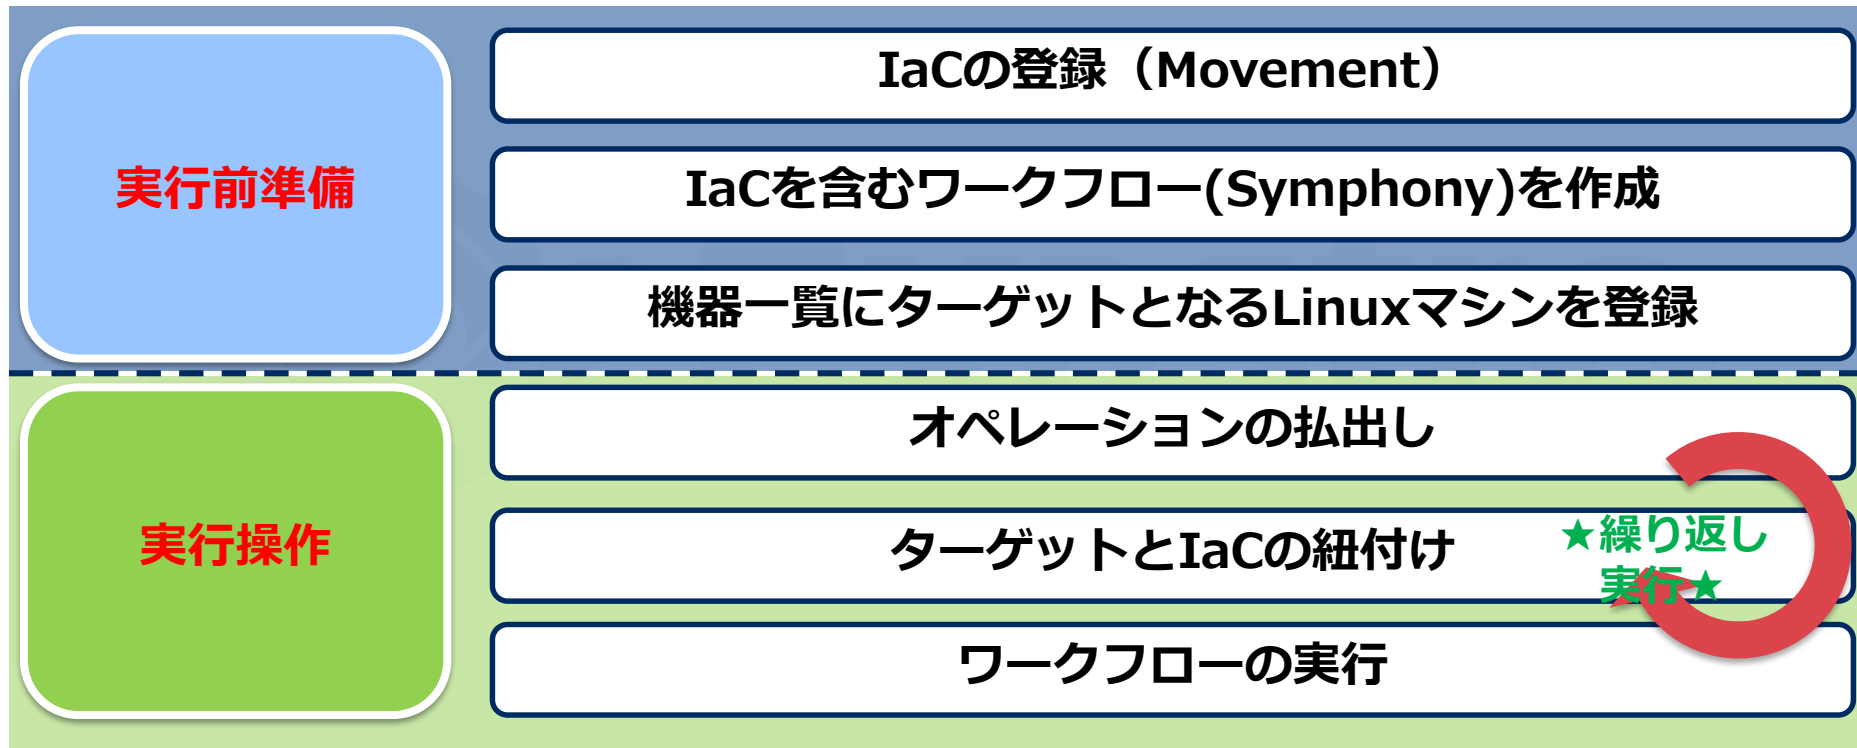 実行前準備
IaCの登録（Movement）
IaCを含むワークフロー(Symphony)を作成
機器一覧にターゲットとなるLinuxマシンを登録
実行操作
オペレーションの払出し
ターゲットとIaCの紐付け
★繰り返し
実行★
ワークフローの実行